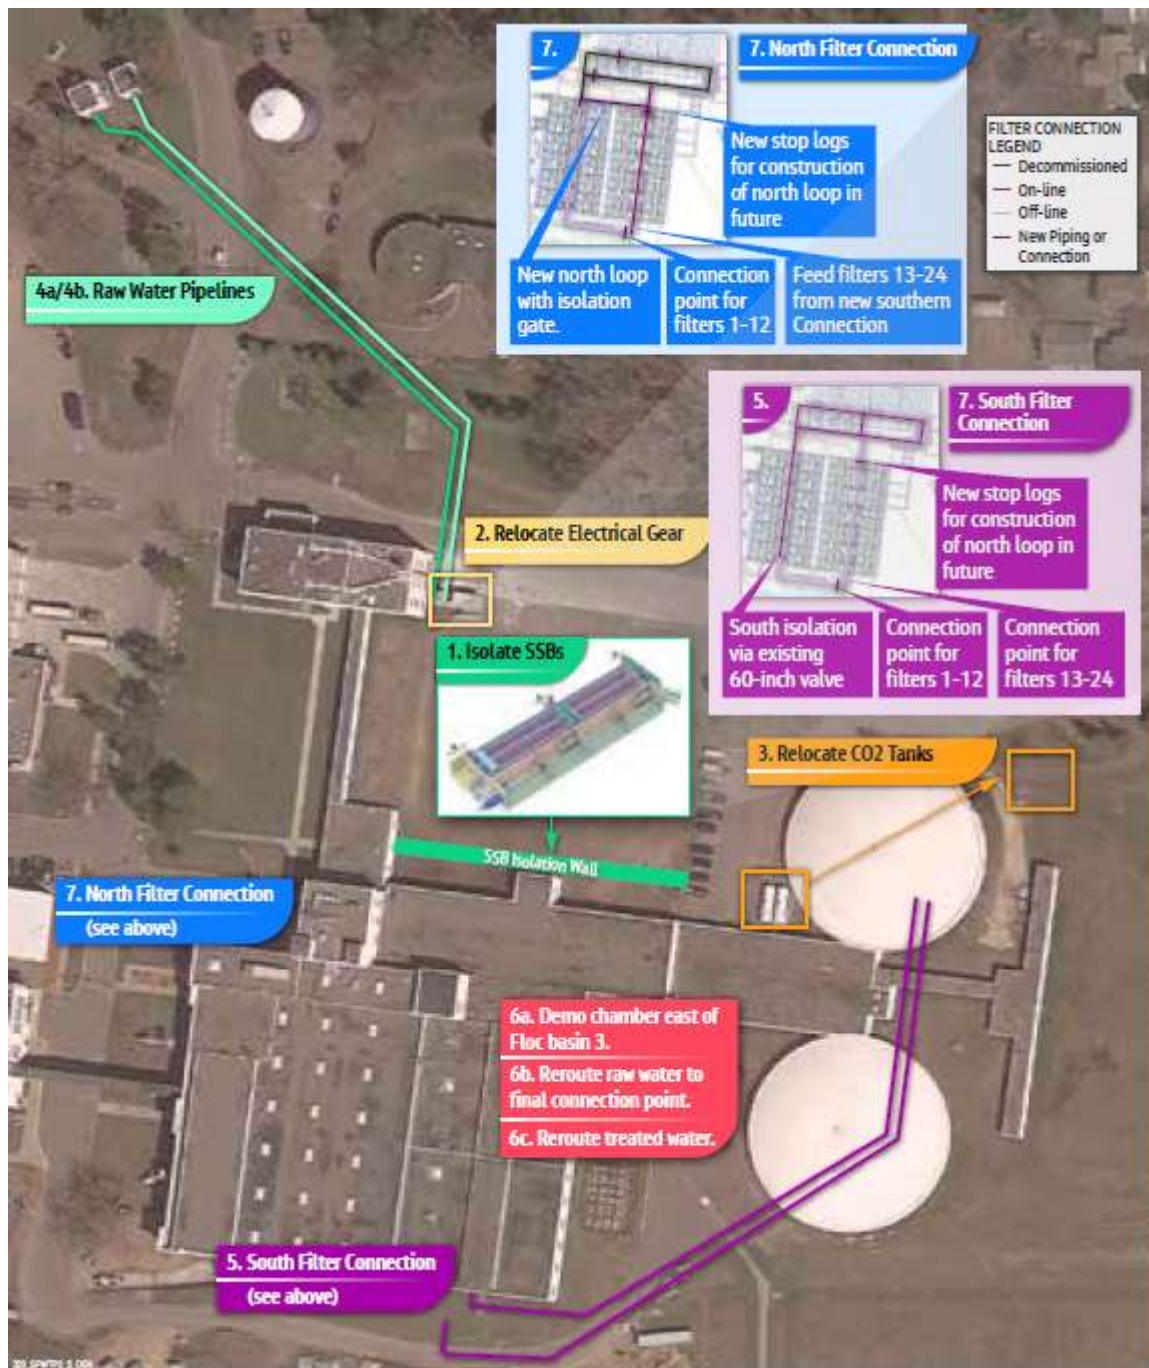 7.
7. North Filter Connection
New stop logs
for construction
of north loop in
future
New north loop
with isolation
gate.
Connection
point for
filters 1-12
Feed filters 13-24
from new southern
Connection
FILTER CONNECTION
LEGEND
Decommissioned
On-line
Off-line
New Piping or
Connection
4a/4b. Raw Water Pipelines
5.
7. South Filter
Connection
New stop logs
for construction
of north loop in
future
South isolation
via existing
60-inch valve
Connection
point for
filters 1-12
Connection
point for
filters 13-24
2. Relocate Electrical Gear
1. Isolate SSBs
3. Relocate CO2 Tanks
SSB Isolation Wall
7. North Filter Connection
(see above)
6a. Demo chamber east of
Floc basin 3.
6b. Reroute raw water to
final connection point.
6c. Reroute treated water.
5. South Filter Connection
(see above)